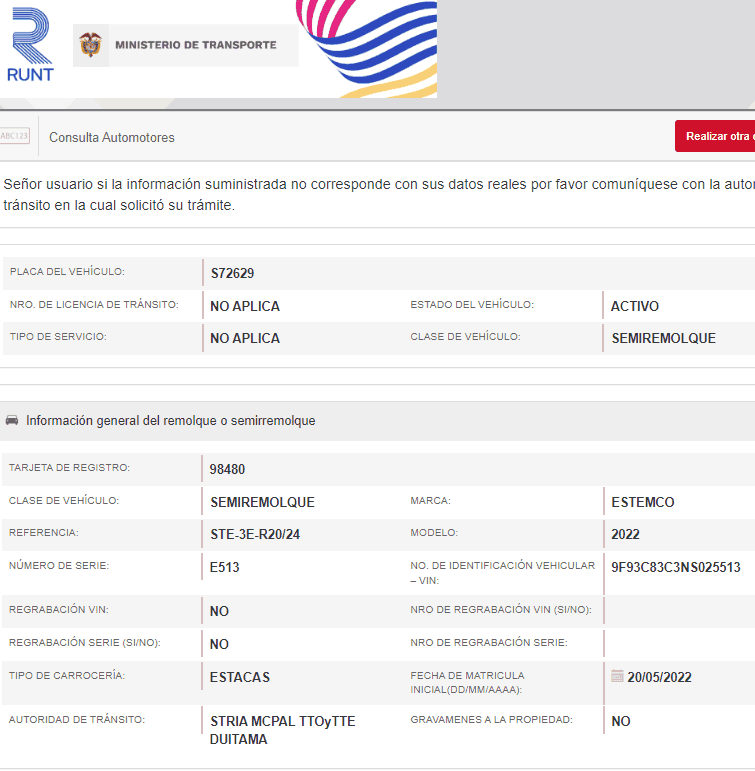 RUNT
MINISTERIO DE TRANSPORTE
ABC123
Consulta Automotores
Realizar otra
Señor usuario si la información suministrada no corresponde con sus datos reales por favor comuníquese con la
tránsito en la cual solicitó su trámite.
PLACA DEL VEHÍCULO: S72629
NRO. DE LICENCIA DE TRÁNSITO: NO APLICA ESTADO DEL VEHÍCULO: ACTIVO
TIPO DE SERVICIO: NO APLICA CLASE DE VEHÍCULO: SEMIREMOLQUE
Información general del remolque o semirremolque
TARJETA DE REGISTRO: 98480
CLASE DE VEHÍCULO: SEMIREMOLQUE MARCA: ESTEMCO
REFERENCIA: STE-3E-R20/24 MODELO: 2022
NÚMERO DE SERIE: E513 NO. DE IDENTIFICACIÓN VEHICULAR
– VIN: 9F93C83C3NS025513
REGRABACIÓN VIN: NO NRO DE REGRABACIÓN VIN (SI/NO):
REGRABACIÓN SERIE (SI/NO): NO NRO DE REGRABACIÓN SERIE:
TIPO DE CARROCERÍA: ESTACAS FECHA DE MATRICULA
INICIAL(DD/MM/AAAA): 20/05/2022
AUTORIDAD DE TRÁNSITO: STRIA MCPAL TTOyTTE
DUITAMA GRAVAMENES A LA PROPIEDAD: NO